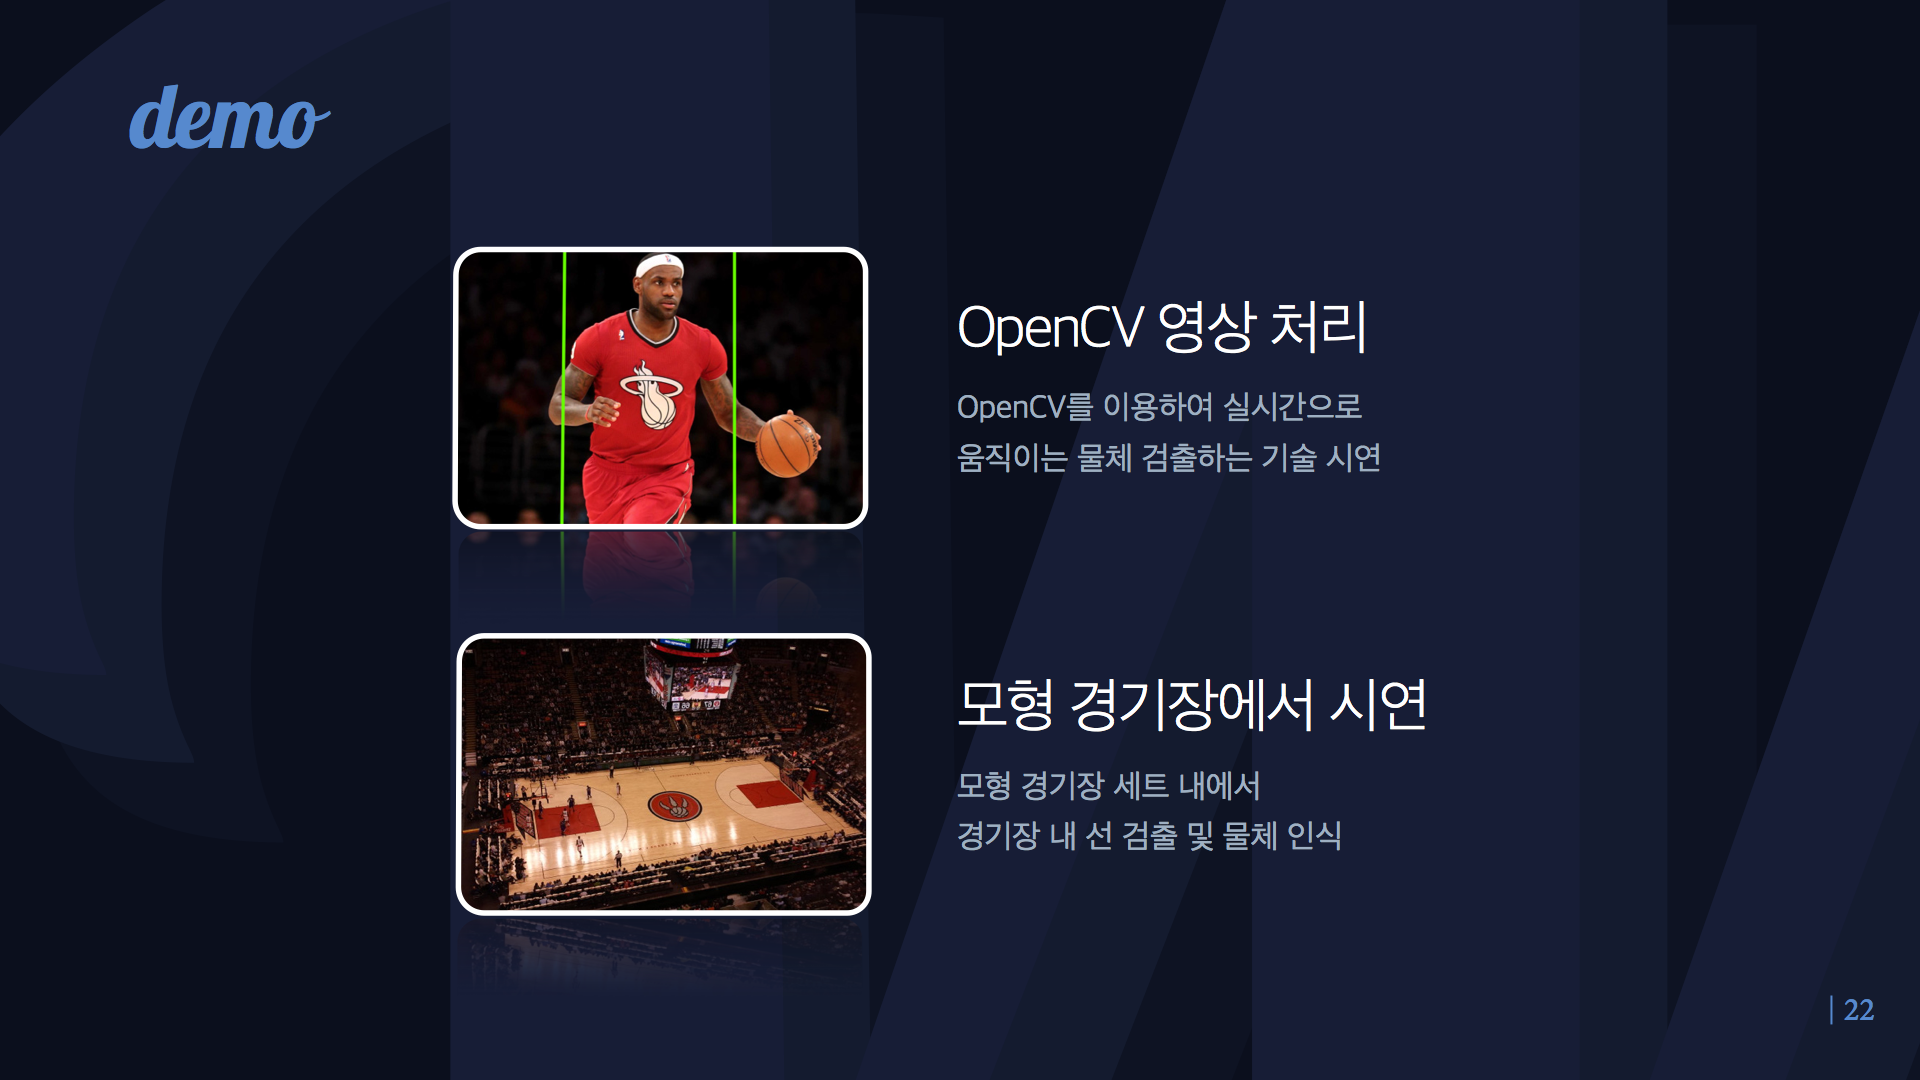 demo
OpenCV 영상 처리
OpenCV를 이용하여 실시간으로
움직이는 물체 검출하는 기술 시연
모형 경기장에서 시연
모형 경기장 세트 내에서
경기장 내 선 검출 및 물체 인식
| 22